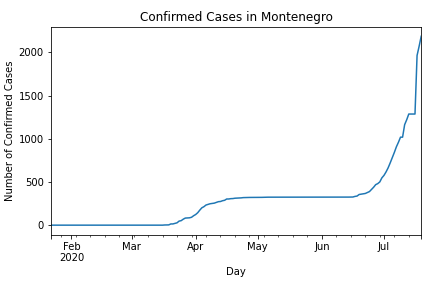 Confirmed Cases in Montenegro
Number of Confirmed Cases
2000
1500
1000
500
0
Feb
2020
Mar
Apr
May
Jun
Jul
Day